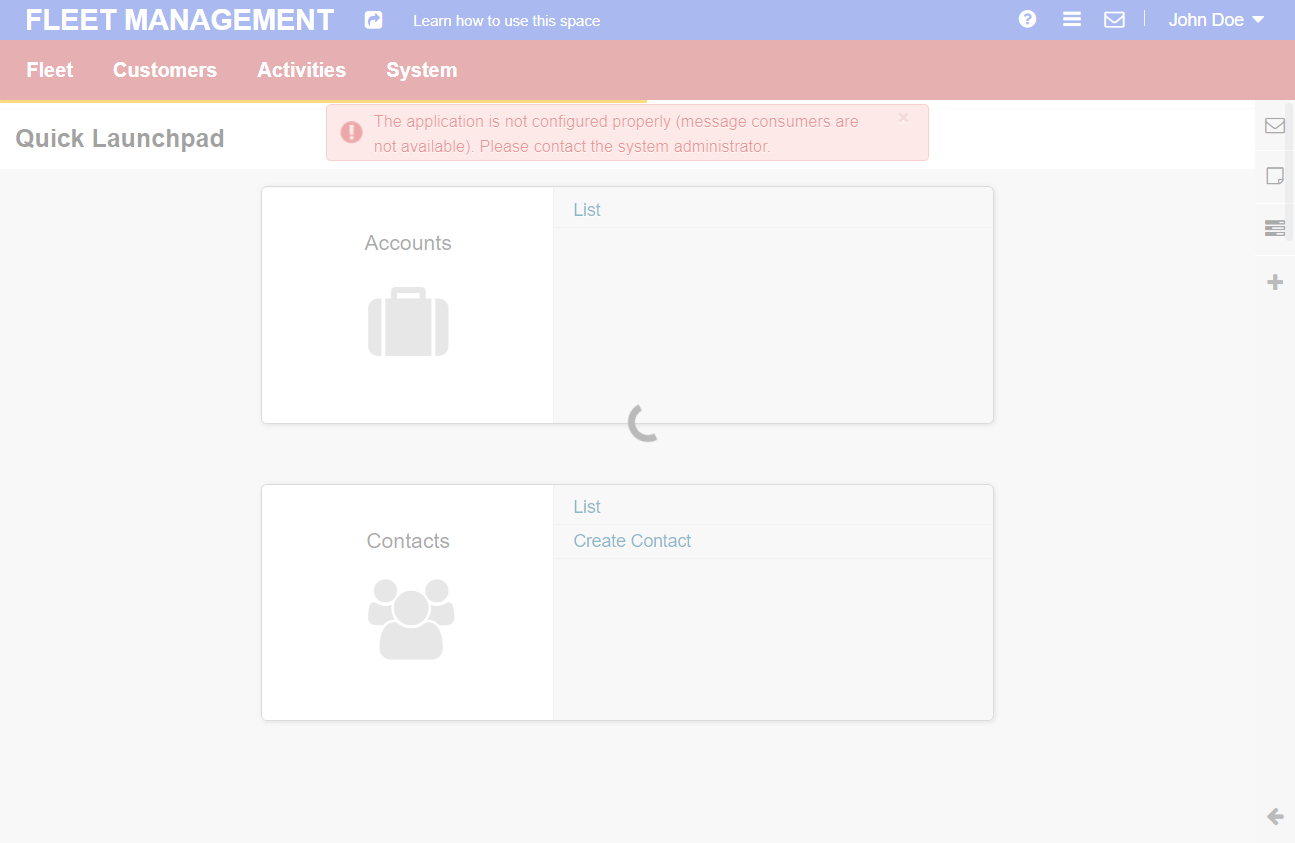 FLEET MANAGEMENT
Learn how to use this space
John Doe
Fleet
Customers
Activities
System
Quick Launchpad
The application is not configured properly (message consumers are
not available). Please contact the system administrator.
×
Accounts
List
Contacts
List
Create Contact